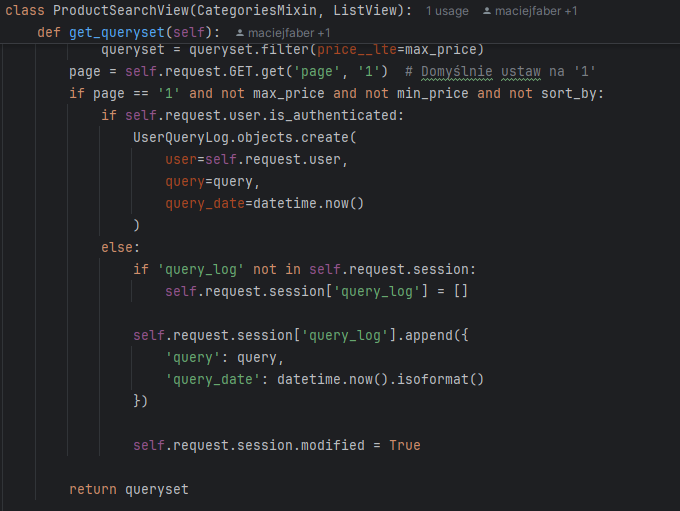 class ProductSearchView(CategoriesMixin, ListView): 1 usage maciejfaber +1
    def get_queryset(self): maciejfaber +1
            queryset = queryset.filter(price__lte=max_price)
        page = self.request.GET.get('page', '1')  # Domyślnie ustaw na '1'
        if page == '1' and not max_price and not min_price and not sort_by:
            if self.request.user.is_authenticated:
                UserQueryLog.objects.create(
                    user=self.request.user,
                    query=query,
                    query_date=datetime.now()
                )
            else:
                if 'query_log' not in self.request.session:
                    self.request.session['query_log'] = []
                self.request.session['query_log'].append({
                    'query': query,
                    'query_date': datetime.now().isoformat()
                })
                self.request.session.modified = True
        return queryset